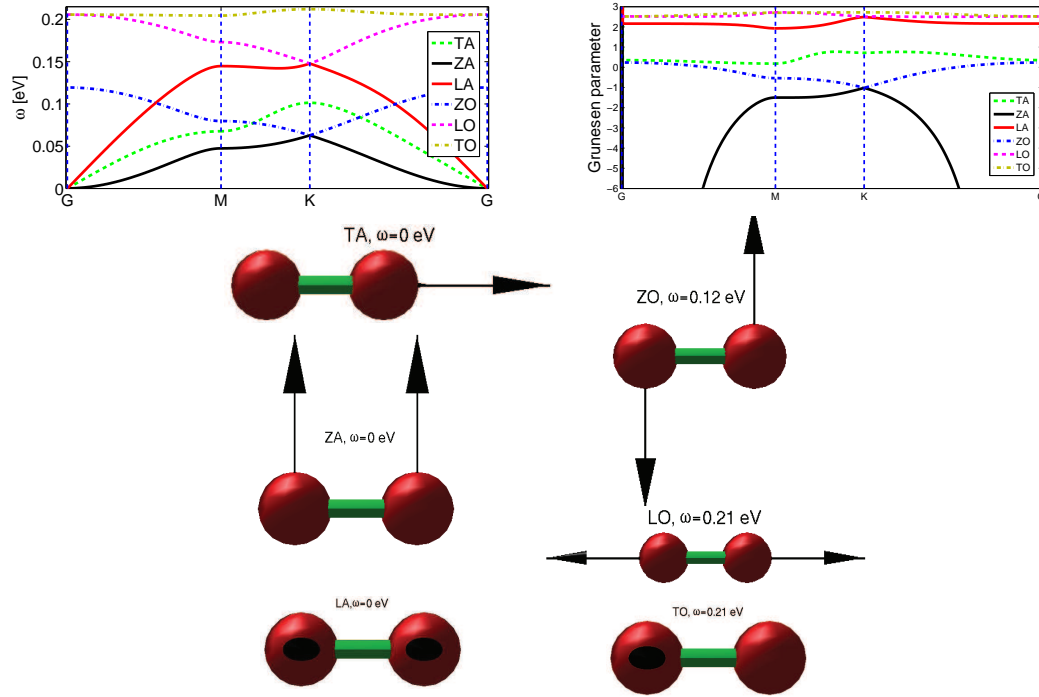 0.2
0.15
0.1
0.05
0
ω [eV]
G
M
K
G
TA
ZA
LA
ZO
LO
TO
3
2
1
0
−1
−2
−3
−4
−5
−6
Grunesen parameter
G
M
K
TA
ZA
LA
ZO
LO
TO
TA, ω=0 eV
ZO, ω=0.12 eV
ZA, ω=0 eV
LO, ω=0.21 eV
LA,ω=0 eV
TO, ω=0.21 eV